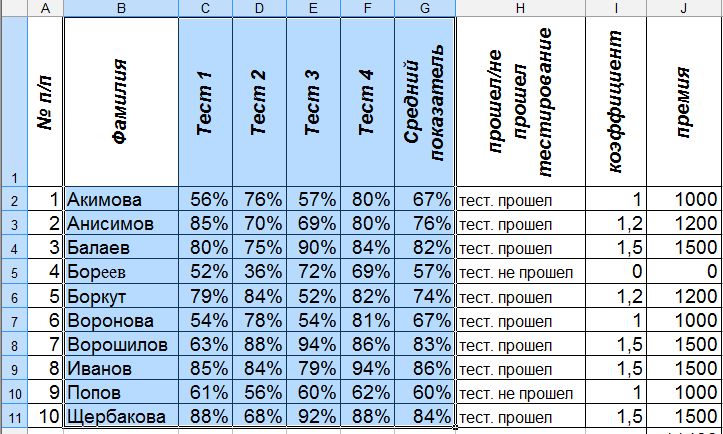 A B C D E F G H I J
1 № п/п Фамилия Тест 1 Тест 2 Тест 3 Тест 4 Средний показатель прошел/не прошел тестирование коэффициент премия
2 1 Акимова 56% 76% 57% 80% 67% тест. прошел 1 1000
3 2 Анисимов 85% 70% 69% 80% 76% тест. прошел 1,2 1200
4 3 Балаев 80% 75% 90% 84% 82% тест. прошел 1,5 1500
5 4 Бореев 52% 36% 72% 69% 57% тест. не прошел 0 0
6 5 Боркут 79% 84% 52% 82% 74% тест. прошел 1,2 1200
7 6 Воронова 54% 78% 54% 81% 67% тест. прошел 1 1000
8 7 Ворошилов 63% 88% 94% 86% 83% тест. прошел 1,5 1500
9 8 Иванов 85% 84% 79% 94% 86% тест. прошел 1,5 1500
10 9 Попов 61% 56% 60% 62% 60% тест. не прошел 1 1000
11 10 Щербакова 88% 68% 92% 88% 84% тест. прошел 1,5 1500